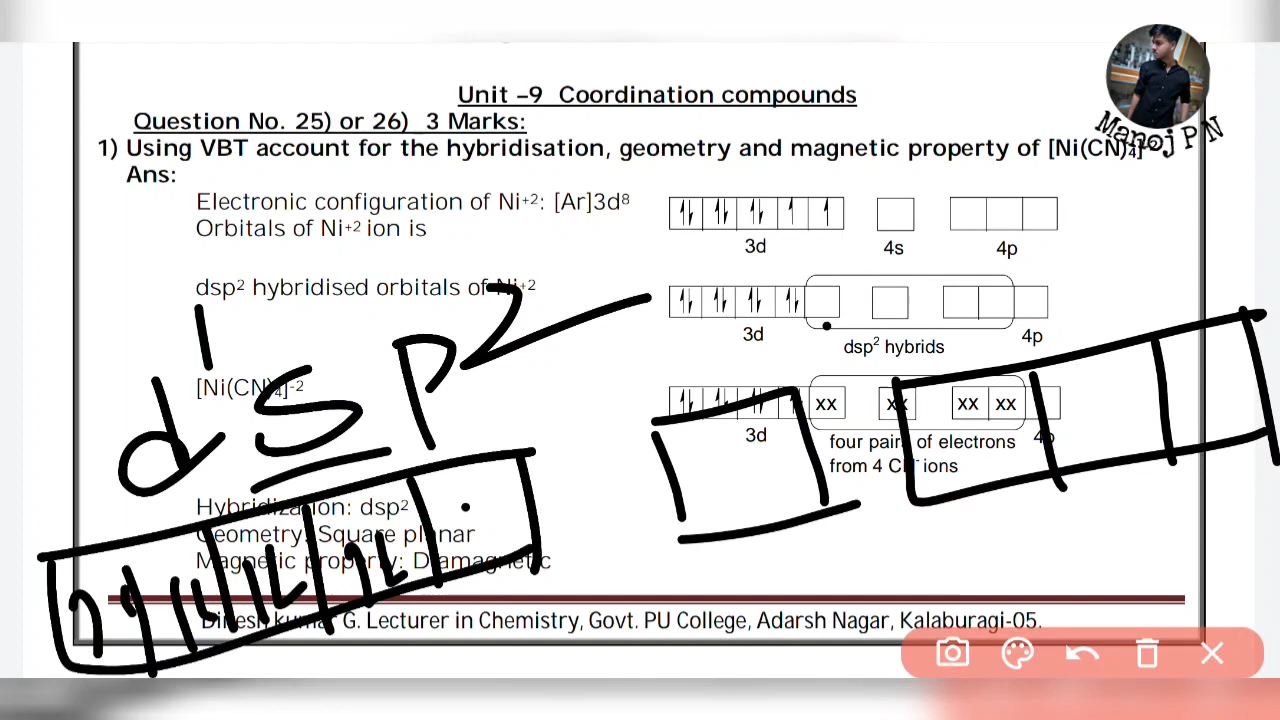 Manoj P N
Unit –9 Coordination compounds
Question No. 25) or 26) 3 Marks:
1) Using VBT account for the hybridisation, geometry and magnetic property of [Ni(CN)4]
Ans:
Electronic configuration of Ni+2: [Ar]3d8
Orbitals of Ni+2 ion is
3d 4s 4p
dsp2 hybridised orbitals of Ni+2
3d 4p
dsp2 hybrids
[Ni(CN)4]-2
xx xx xx xx
3d 4p
four pairs of electrons
from 4 CN- ions
d s p2
Hybridization: dsp2
Geometry: Square planar
Magnetic property: Diamagnetic
Dinesh kumar G. Lecturer in Chemistry, Govt. PU College, Adarsh Nagar, Kalaburagi-05.